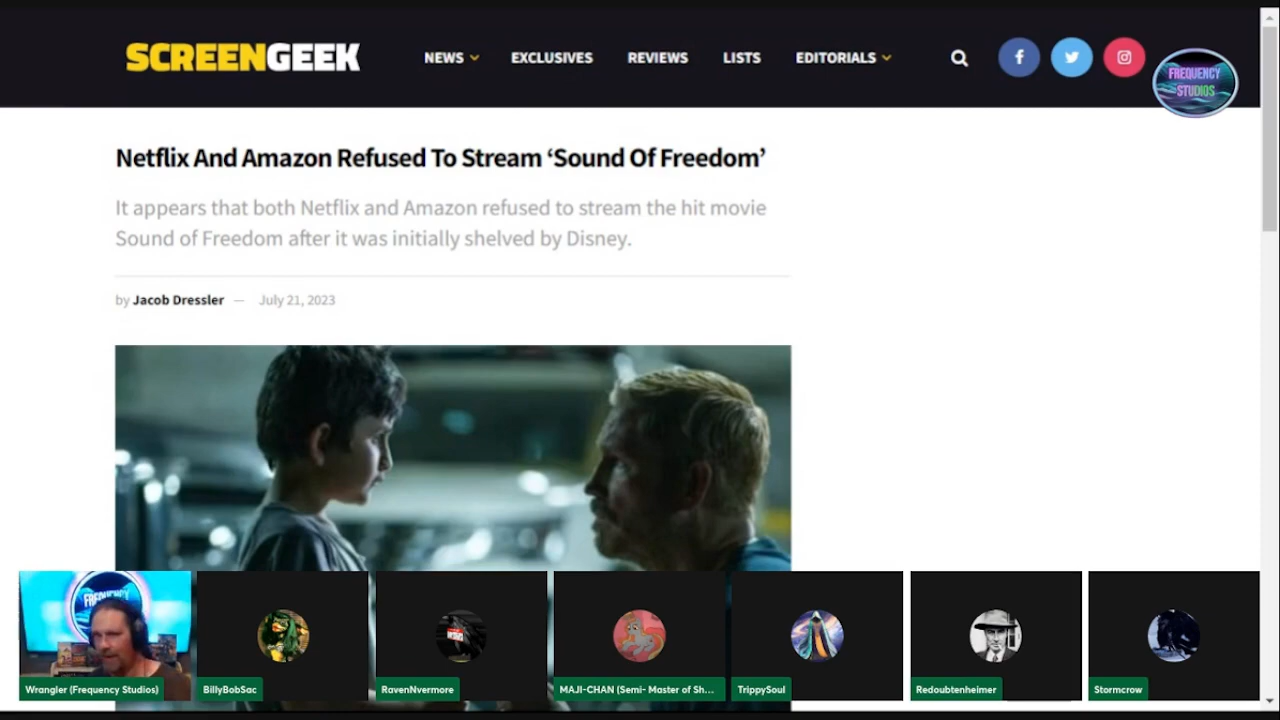 SCREENGEEK
NEWS
EXCLUSIVES
REVIEWS
LISTS
EDITORIALS
FREQUENCY
STUDIOS
Netflix And Amazon Refused To Stream ‘Sound Of Freedom’
It appears that both Netflix and Amazon refused to stream the hit movie
Sound of Freedom after it was initially shelved by Disney.
by Jacob Dressler — July 21, 2023
Wrangler (Frequency Studios)
BillyBobSac
RavenNvermore
MAJI-CHAN (Semi- Master of Sh...
TrippySoul
Redoubtenheimer
Stormcrow